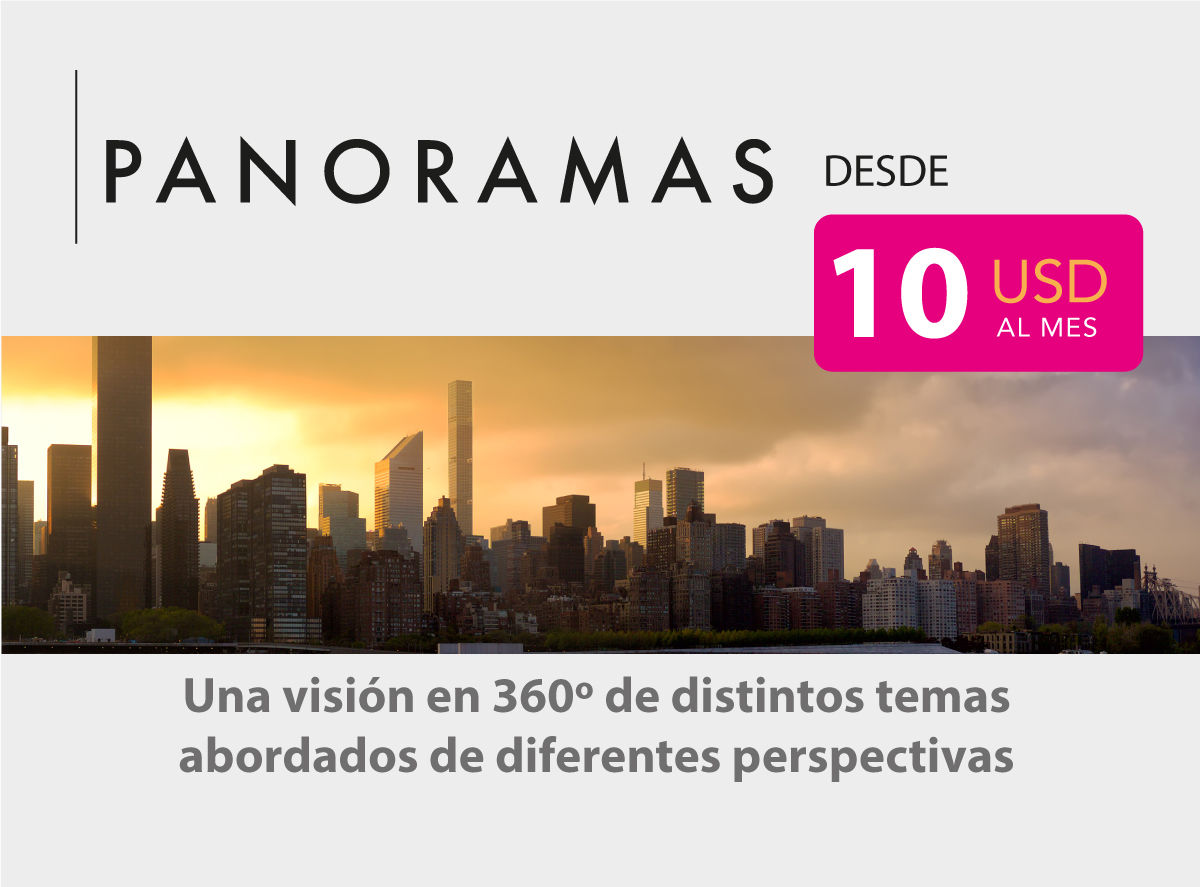 PANORAMAS
DESDE
10 USD
AL MES
Una visión en 360º de distintos temas
abordados de diferentes perspectivas